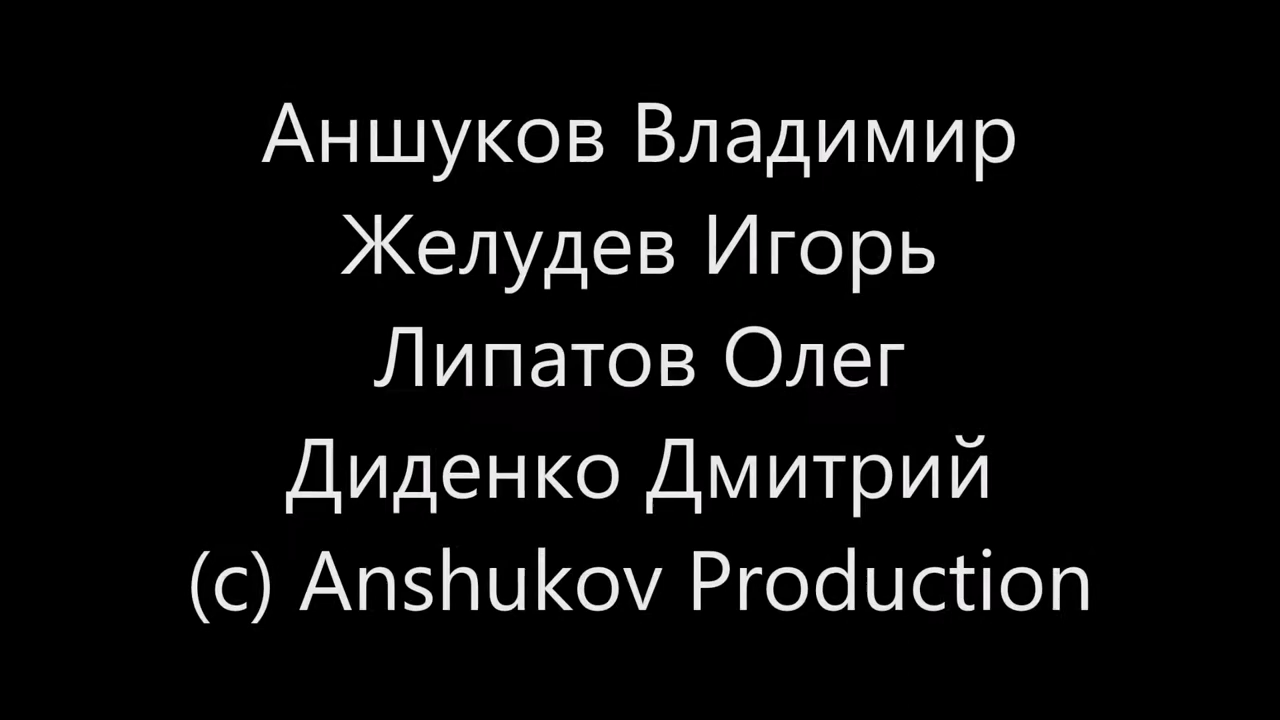 Аншуков Владимир
Желудев Игорь
Липатов Олег
Диденко Дмитрий
(c) Anshukov Production